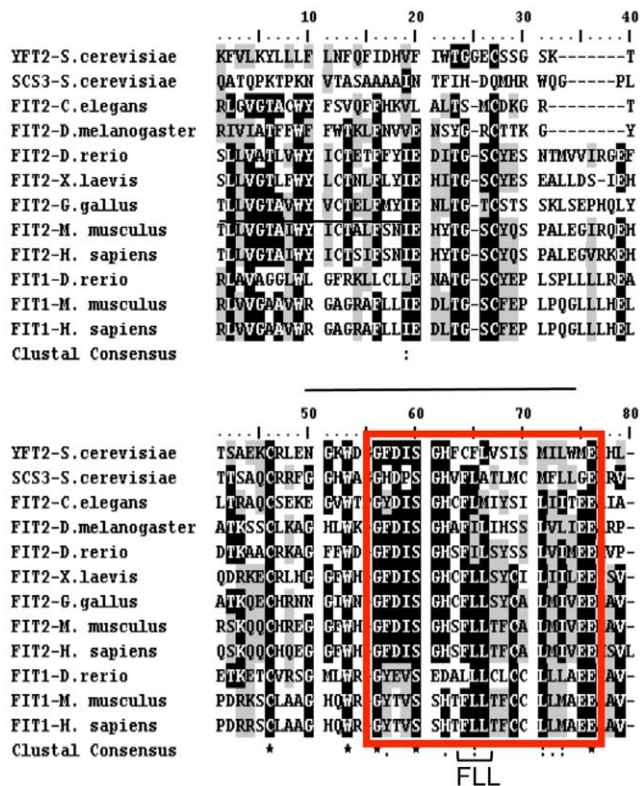 10 20 30 40
YFT2-S.cerevisiae KFVLKYLLLF LNFQFIDHVF IWTGGECSSG SK-------T
SCS3-S.cerevisiae QATQPKTPKN VTASAAAAIN TFIH-DQMHR WQG------PL
FIT2-C.elegans RLGVGTACWY FSVQFFHKVL ALTS-MCDKG R-------T
FIT2-D.melanogaster RIVIATFFWF FWTKLFNVVE NSYG-RCTTK G-------Y
FIT2-D.rerio SLLVATLVWY ICTETFFYIE DITG-SCYES NTMVVIRGEF
FIT2-X.laevis TLLVGTLFWY LCTNLFLYIE HITG-SCYES EALLDS-IEH
FIT2-G.gallus TLLVGTAVWY VCTELFMYIE NLTG-TCSTS SKLSEPHQLY
FIT2-M. musculus TLLVGTAIWY ICTALFSNIE HYTG-SCYQS PALEGIRQEH
FIT2-H. sapiens TLLVGTAIWY ICTSIFSNIE HYTG-SCYQS PALEGVRKEH
FIT1-D.rerio RLAVAGGLWL GFRKLLCLLE NATG-SCYEP LSPLLLLREA
FIT1-M. musculus RLVVGAAVWR GAGRAFLLIE DLTG-SCFEP LPQGLLLHEL
FIT1-H. sapiens RLVVGAAVWR GAGRAFLLIE DLTG-SCFEP LPQGLLLHEL
Clustal Consensus :
50 60 70 80
YFT2-S.cerevisiae TSAEKCRLEN GKWD GFDIS GHFCFLVSIS MILWME HL-
SCS3-S.cerevisiae TTSAQCRRFG GHWA GHDPS GHVFLATLMC MFLLGE RV-
FIT2-C.elegans LTRAQCSEKE GVWT GYDIS GHCFLMIYSI LIITEE IA-
FIT2-D.melanogaster ATKSSCLKAG HLWK GFDIS GHAFILIHSS LVLIEE RP-
FIT2-D.rerio DTKAACRKAG FFWD GFDIS GHSFILSYSS LVIMEE VP-
FIT2-X.laevis QDRKECRLHG GFWH GFDIS GHCFLLSYCI LIILEE SV-
FIT2-G.gallus ATKQECHRNN GIWN GFDIS GHCFLLSYCA LMIVEE AV-
FIT2-M. musculus RSKQQCHREG GFWH GFDIS GHSFLLTFCA LMIVEE AV-
FIT2-H. sapiens QSKQQCHQEG GFWH GFDIS GHSFLLTFCA LMIVEE SVL
FIT1-D.rerio ETKETCVRSG MLWR GYEVS EDALLLCLCC LLLAEE AV-
FIT1-M. musculus PDRKSCLAAG HQWR GYTVS SHTFLLTFCC LLMAEE AV-
FIT1-H. sapiens PDRRSCLAAG HQWR GYTVS SHTFLLTFCC LLMAEE AV-
Clustal Consensus * * *: * : .: :: *
FLL